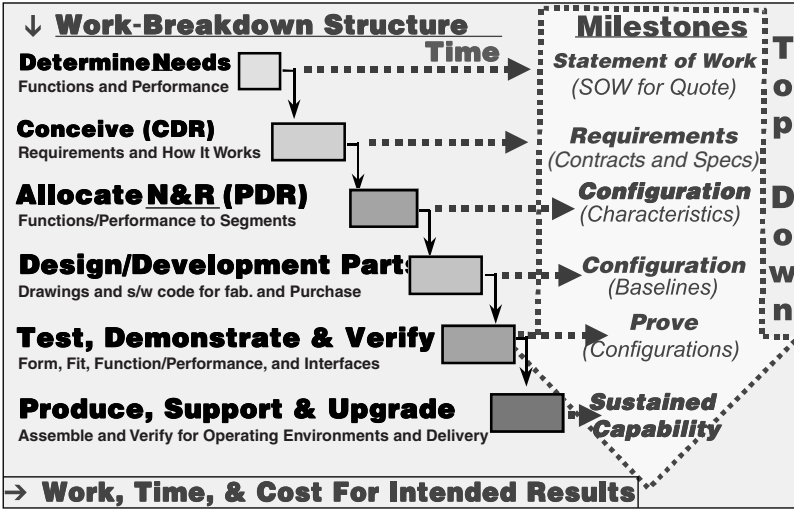 ↓ Work-Breakdown Structure
Time
Milestones
Top Down
DetermineNeeds
Functions and Performance
Statement of Work
(SOW for Quote)
Conceive (CDR)
Requirements and How It Works
Requirements
(Contracts and Specs)
Allocate N&R (PDR)
Functions/Performance to Segments
Configuration
(Characteristics)
Design/Development Parts
Drawings and s/w code for fab. and Purchase
Configuration
(Baselines)
Test, Demonstrate & Verify
Form, Fit, Function/Performance, and Interfaces
Prove
(Configurations)
Produce, Support & Upgrade
Assemble and Verify for Operating Environments and Delivery
Sustained
Capability
→ Work, Time, & Cost For Intended Results